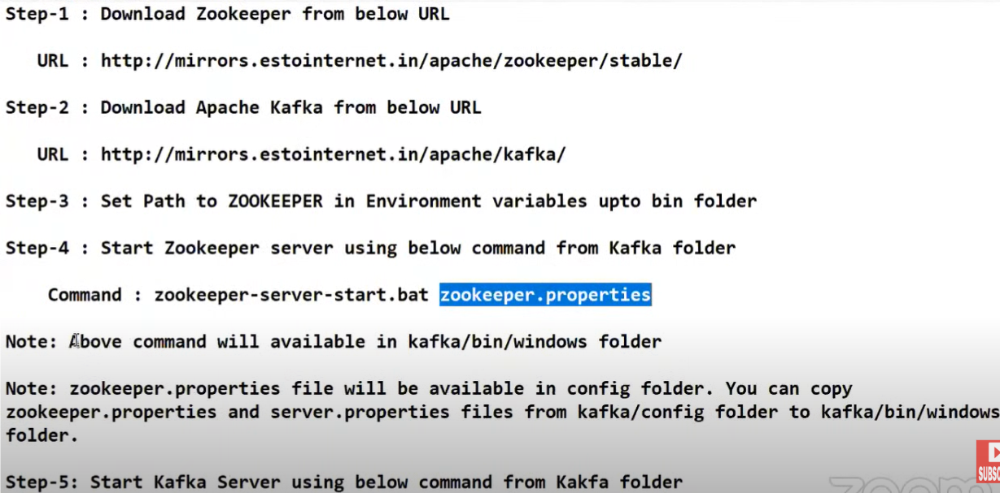 Step-1 : Download Zookeeper from below URL
URL : http://mirrors.estointernet.in/apache/zookeeper/stable/
Step-2 : Download Apache Kafka from below URL
URL : http://mirrors.estointernet.in/apache/kafka/
Step-3 : Set Path to ZOOKEEPER in Environment variables upto bin folder
Step-4 : Start Zookeeper server using below command from Kafka folder
Command : zookeeper-server-start.bat zookeeper.properties
Note: Above command will available in kafka/bin/windows folder
Note: zookeeper.properties file will be available in config folder. You can copy
zookeeper.properties and server.properties files from kafka/config folder to kafka/bin/windows
folder.
Step-5: Start Kafka Server using below command from Kakfa folder
zoom
SUBSC